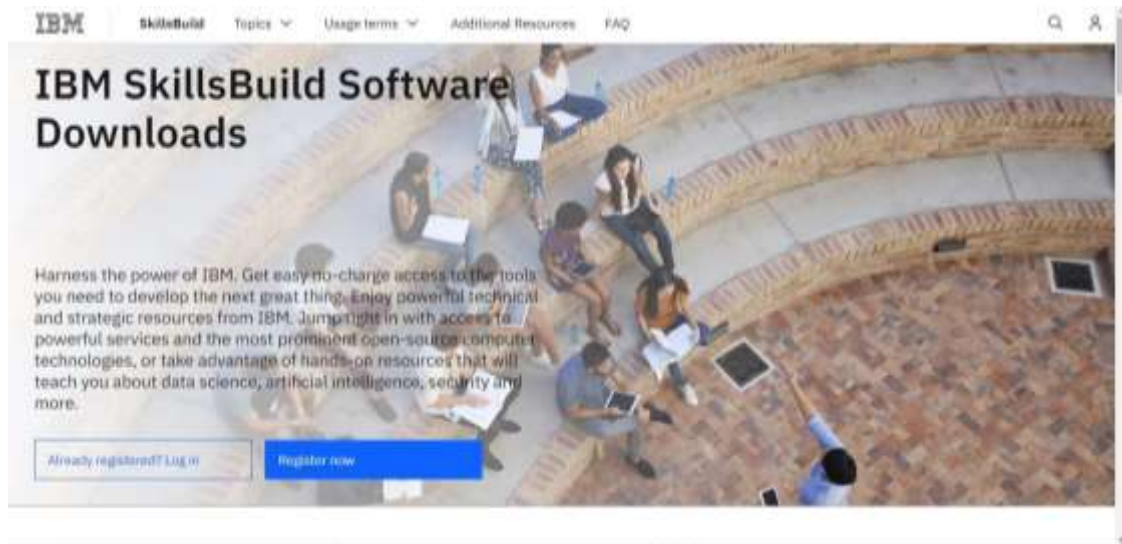 IBM SkillsBuild Topics Usage terms Additional Resources FAQ
IBM SkillsBuild Software
Downloads
Harness the power of IBM. Get easy no-charge access to the tools
you need to develop the next great thing. Enjoy powerful technical
and strategic resources from IBM. Jump right in with access to
powerful services and the most prominent open-source computer
technologies, or take advantage of hands-on resources that will
teach you about data science, artificial intelligence, security and
more.
Already registered? Log in Register now